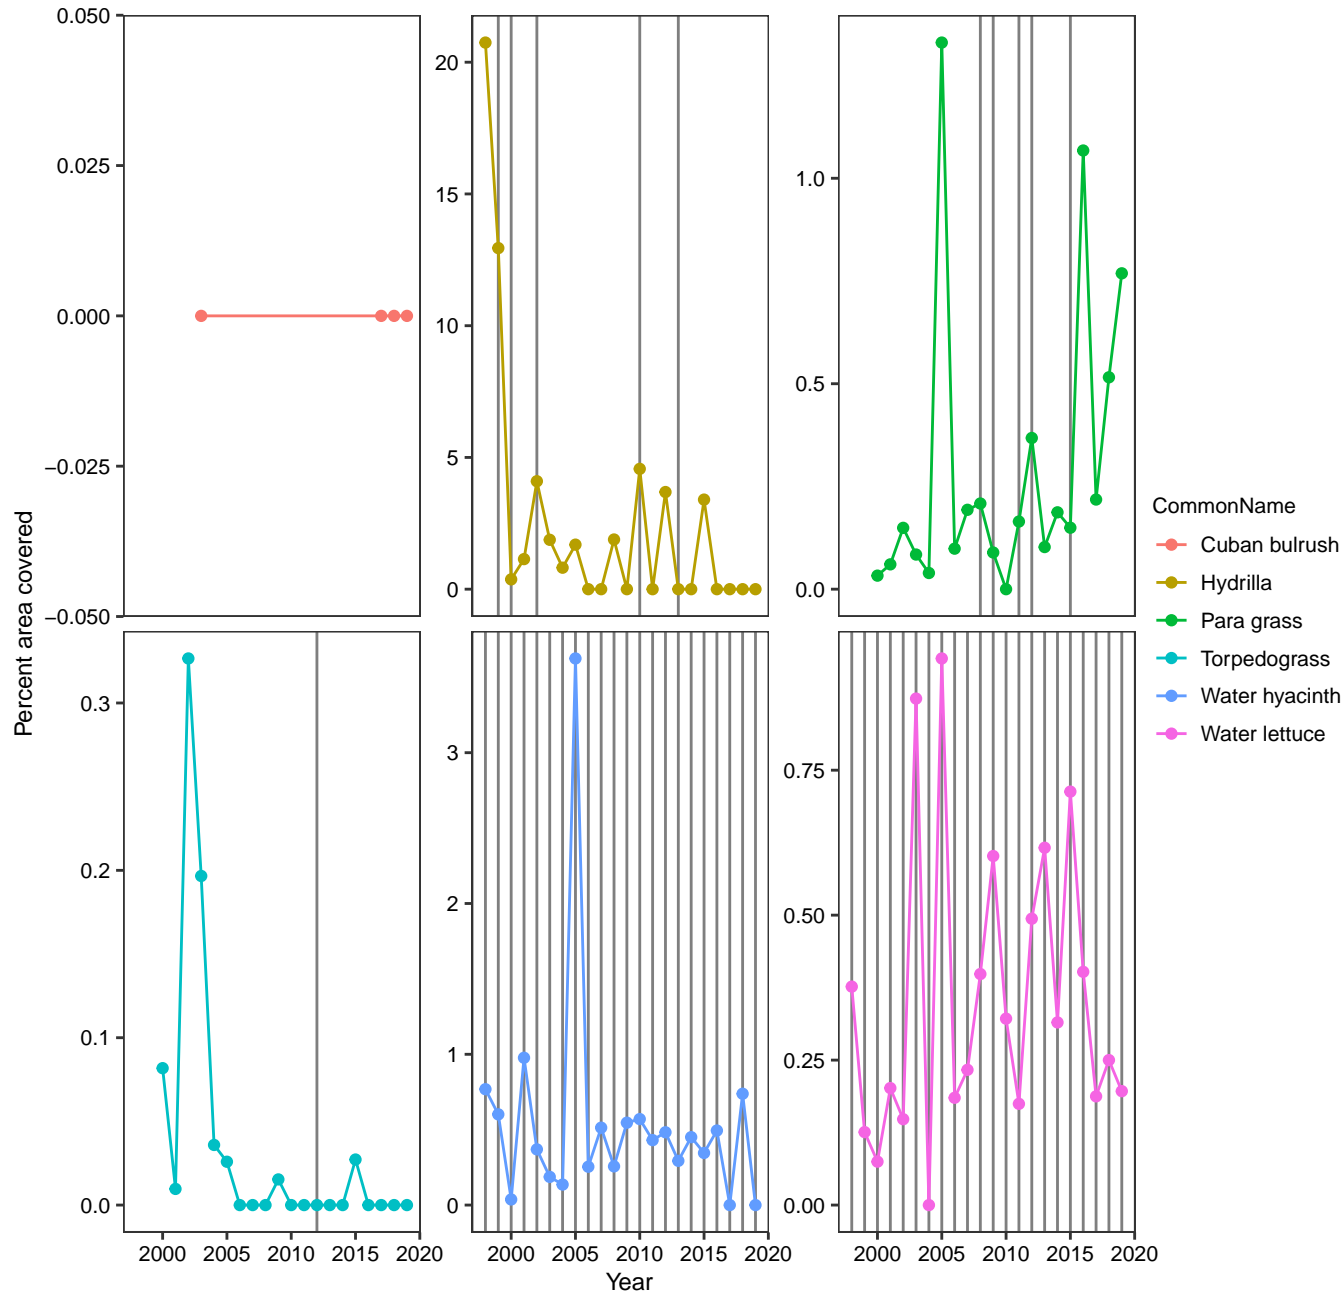 0.050
0.025
0.000
−0.025
−0.050
20
15
10
5
0
1.0
0.5
0.0
Percent area covered
0.3
0.2
0.1
0.0
3
2
1
0
0.75
0.50
0.25
0.00
2000 2005 2010 2015 2020
2000 2005 2010 2015 2020
2000 2005 2010 2015 2020
Year
CommonName
Cuban bulrush
Hydrilla
Para grass
Torpedograss
Water hyacinth
Water lettuce